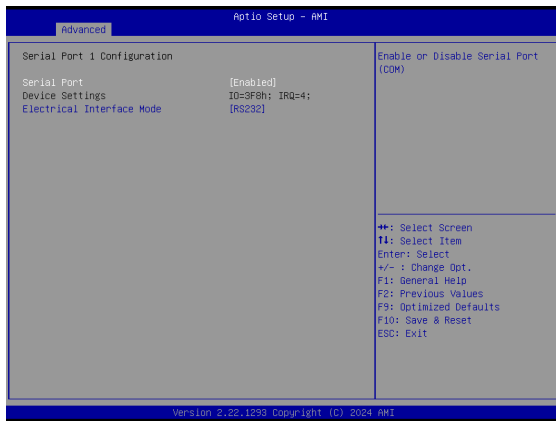 Aptio Setup – AMI
Advanced
Serial Port 1 Configuration
Serial Port [Enabled]
Device Settings IO=3F8h; IRQ=4;
Electrical Interface Mode [RS232]
Enable or Disable Serial Port
(COM)
→←: Select Screen
↑↓: Select Item
Enter: Select
+/- : Change Opt.
F1: General Help
F2: Previous Values
F9: Optimized Defaults
F10: Save & Reset
ESC: Exit
Version 2.22.1293 Copyright (C) 2024 AMI